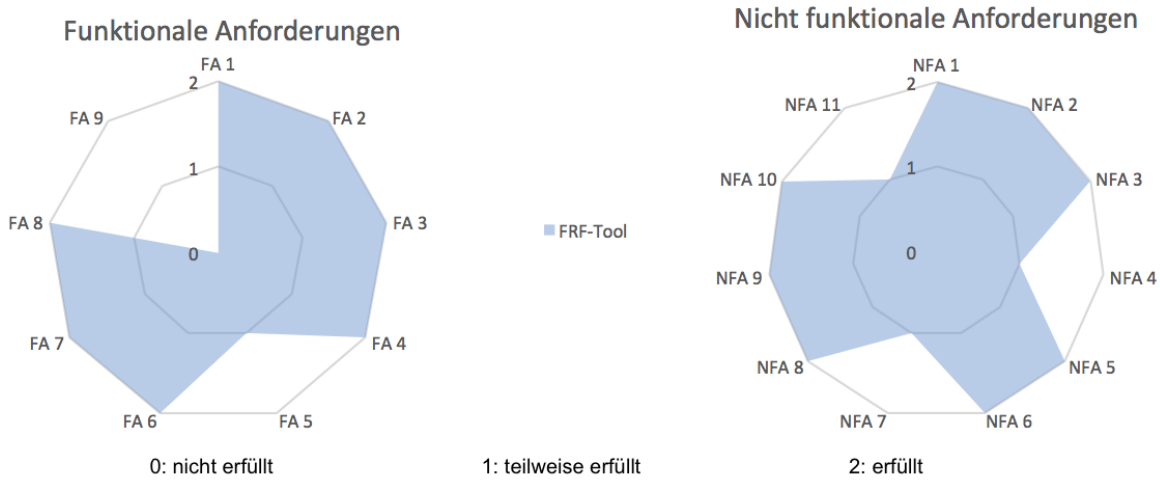 Funktionale Anforderungen
FA 1
FA 2
FA 3
FA 4
FA 5
FA 6
FA 7
FA 8
FA 9
2
1
0
FRF-Tool
Nicht funktionale Anforderungen
NFA 1
NFA 2
NFA 3
NFA 4
NFA 5
NFA 6
NFA 7
NFA 8
NFA 9
NFA 10
NFA 11
2
1
0
0: nicht erfüllt
1: teilweise erfüllt
2: erfüllt